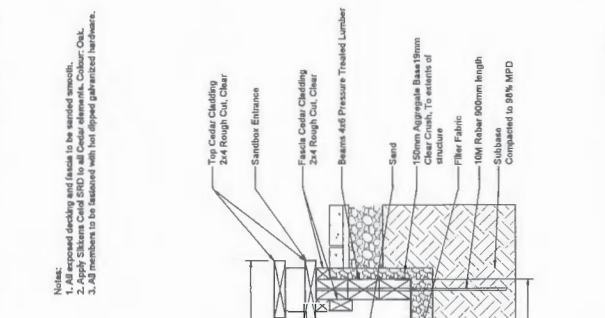 Notes:
1. All exposed decking and fascia to be sanded smooth.
2. Apply Sikkens Cetol SRD to all Cedar elements. Colour: Oak.
3. All members to be fastened with hot dipped galvanized hardware.
Top Cedar Cladding
2x4 Rough Cut, Clear
Sandbox Entrance
Fascia Cedar Cladding
2x4 Rough Cut, Clear
Beams 4x6 Pressure Treated Lumber
Sand
150mm Aggregate Base19mm
Clear Crush, To extents of
structure
Filter Fabric
10M Rebar 900mm length
Subbase
Compacted to 98% MPD